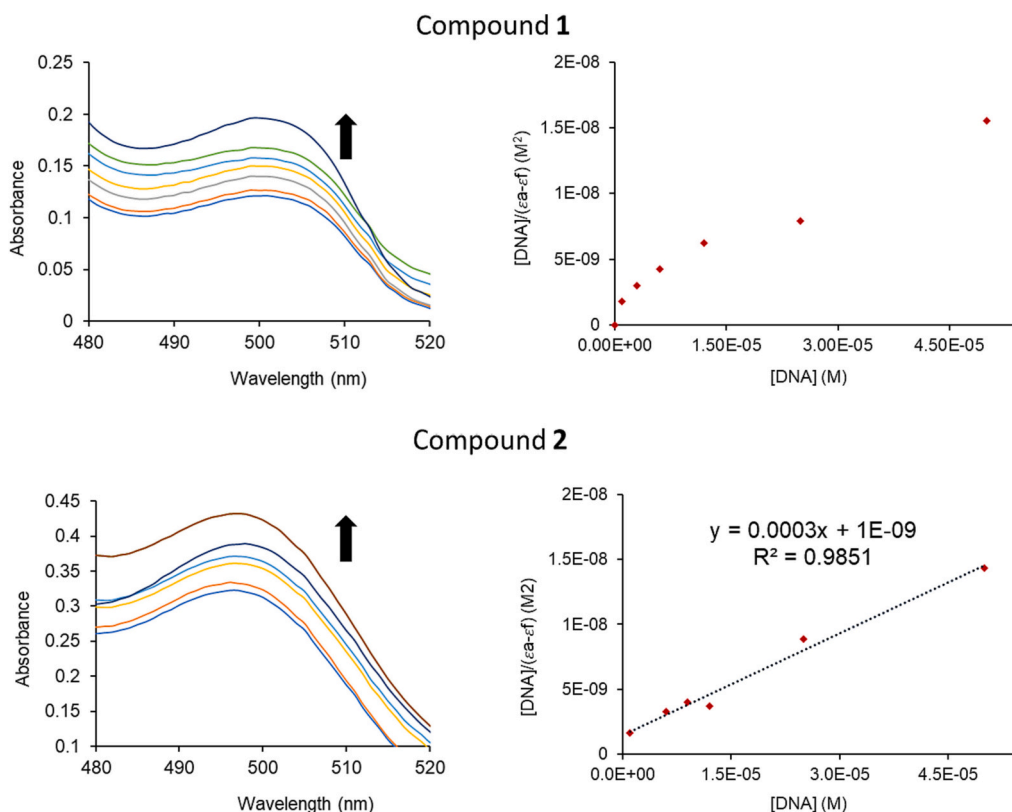 Compound 1
0.25
0.2
0.15
0.1
0.05
0
Absorbance
480 490 500 510 520
Wavelength (nm)
2E-08
1.5E-08
1E-08
5E-09
0
[DNA]/(εa-εf) (M²)
0.00E+00 1.50E-05 3.00E-05 4.50E-05
[DNA] (M)
Compound 2
0.45
0.4
0.35
0.3
0.25
0.2
0.15
0.1
Absorbance
480 490 500 510 520
Wavelength (nm)
2E-08
1.5E-08
1E-08
5E-09
0
[DNA]/(εa-εf) (M2)
y = 0.0003x + 1E-09
R² = 0.9851
0.0E+00 1.5E-05 3.0E-05 4.5E-05
[DNA] (M)